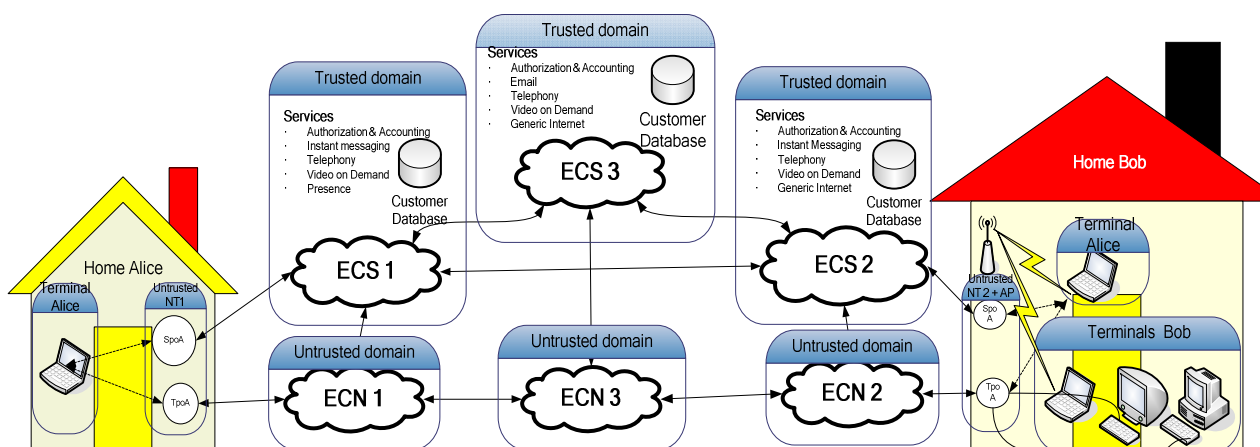 Trusted domain
Services
· Authorization & Accounting
· Email
· Telephony
· Video on Demand
· Generic Internet
Customer
Database
ECS 3
Trusted domain
Services
· Authorization & Accounting
· Instant messaging
· Telephony
· Video on Demand
· Presence
Customer
Database
ECS 1
Trusted domain
Services
· Authorization & Accounting
· Instant Messaging
· Telephony
· Video on Demand
· Generic Internet
Customer
Database
ECS 2
Home Alice
Terminal
Alice
Untrusted
NT1
SpoA
TpoA
Untrusted domain
ECN 1
Untrusted domain
ECN 3
Untrusted domain
ECN 2
Home Bob
Terminal
Alice
Untrusted
NT 2 + AP
Spo
A
Tpo
A
Terminals Bob